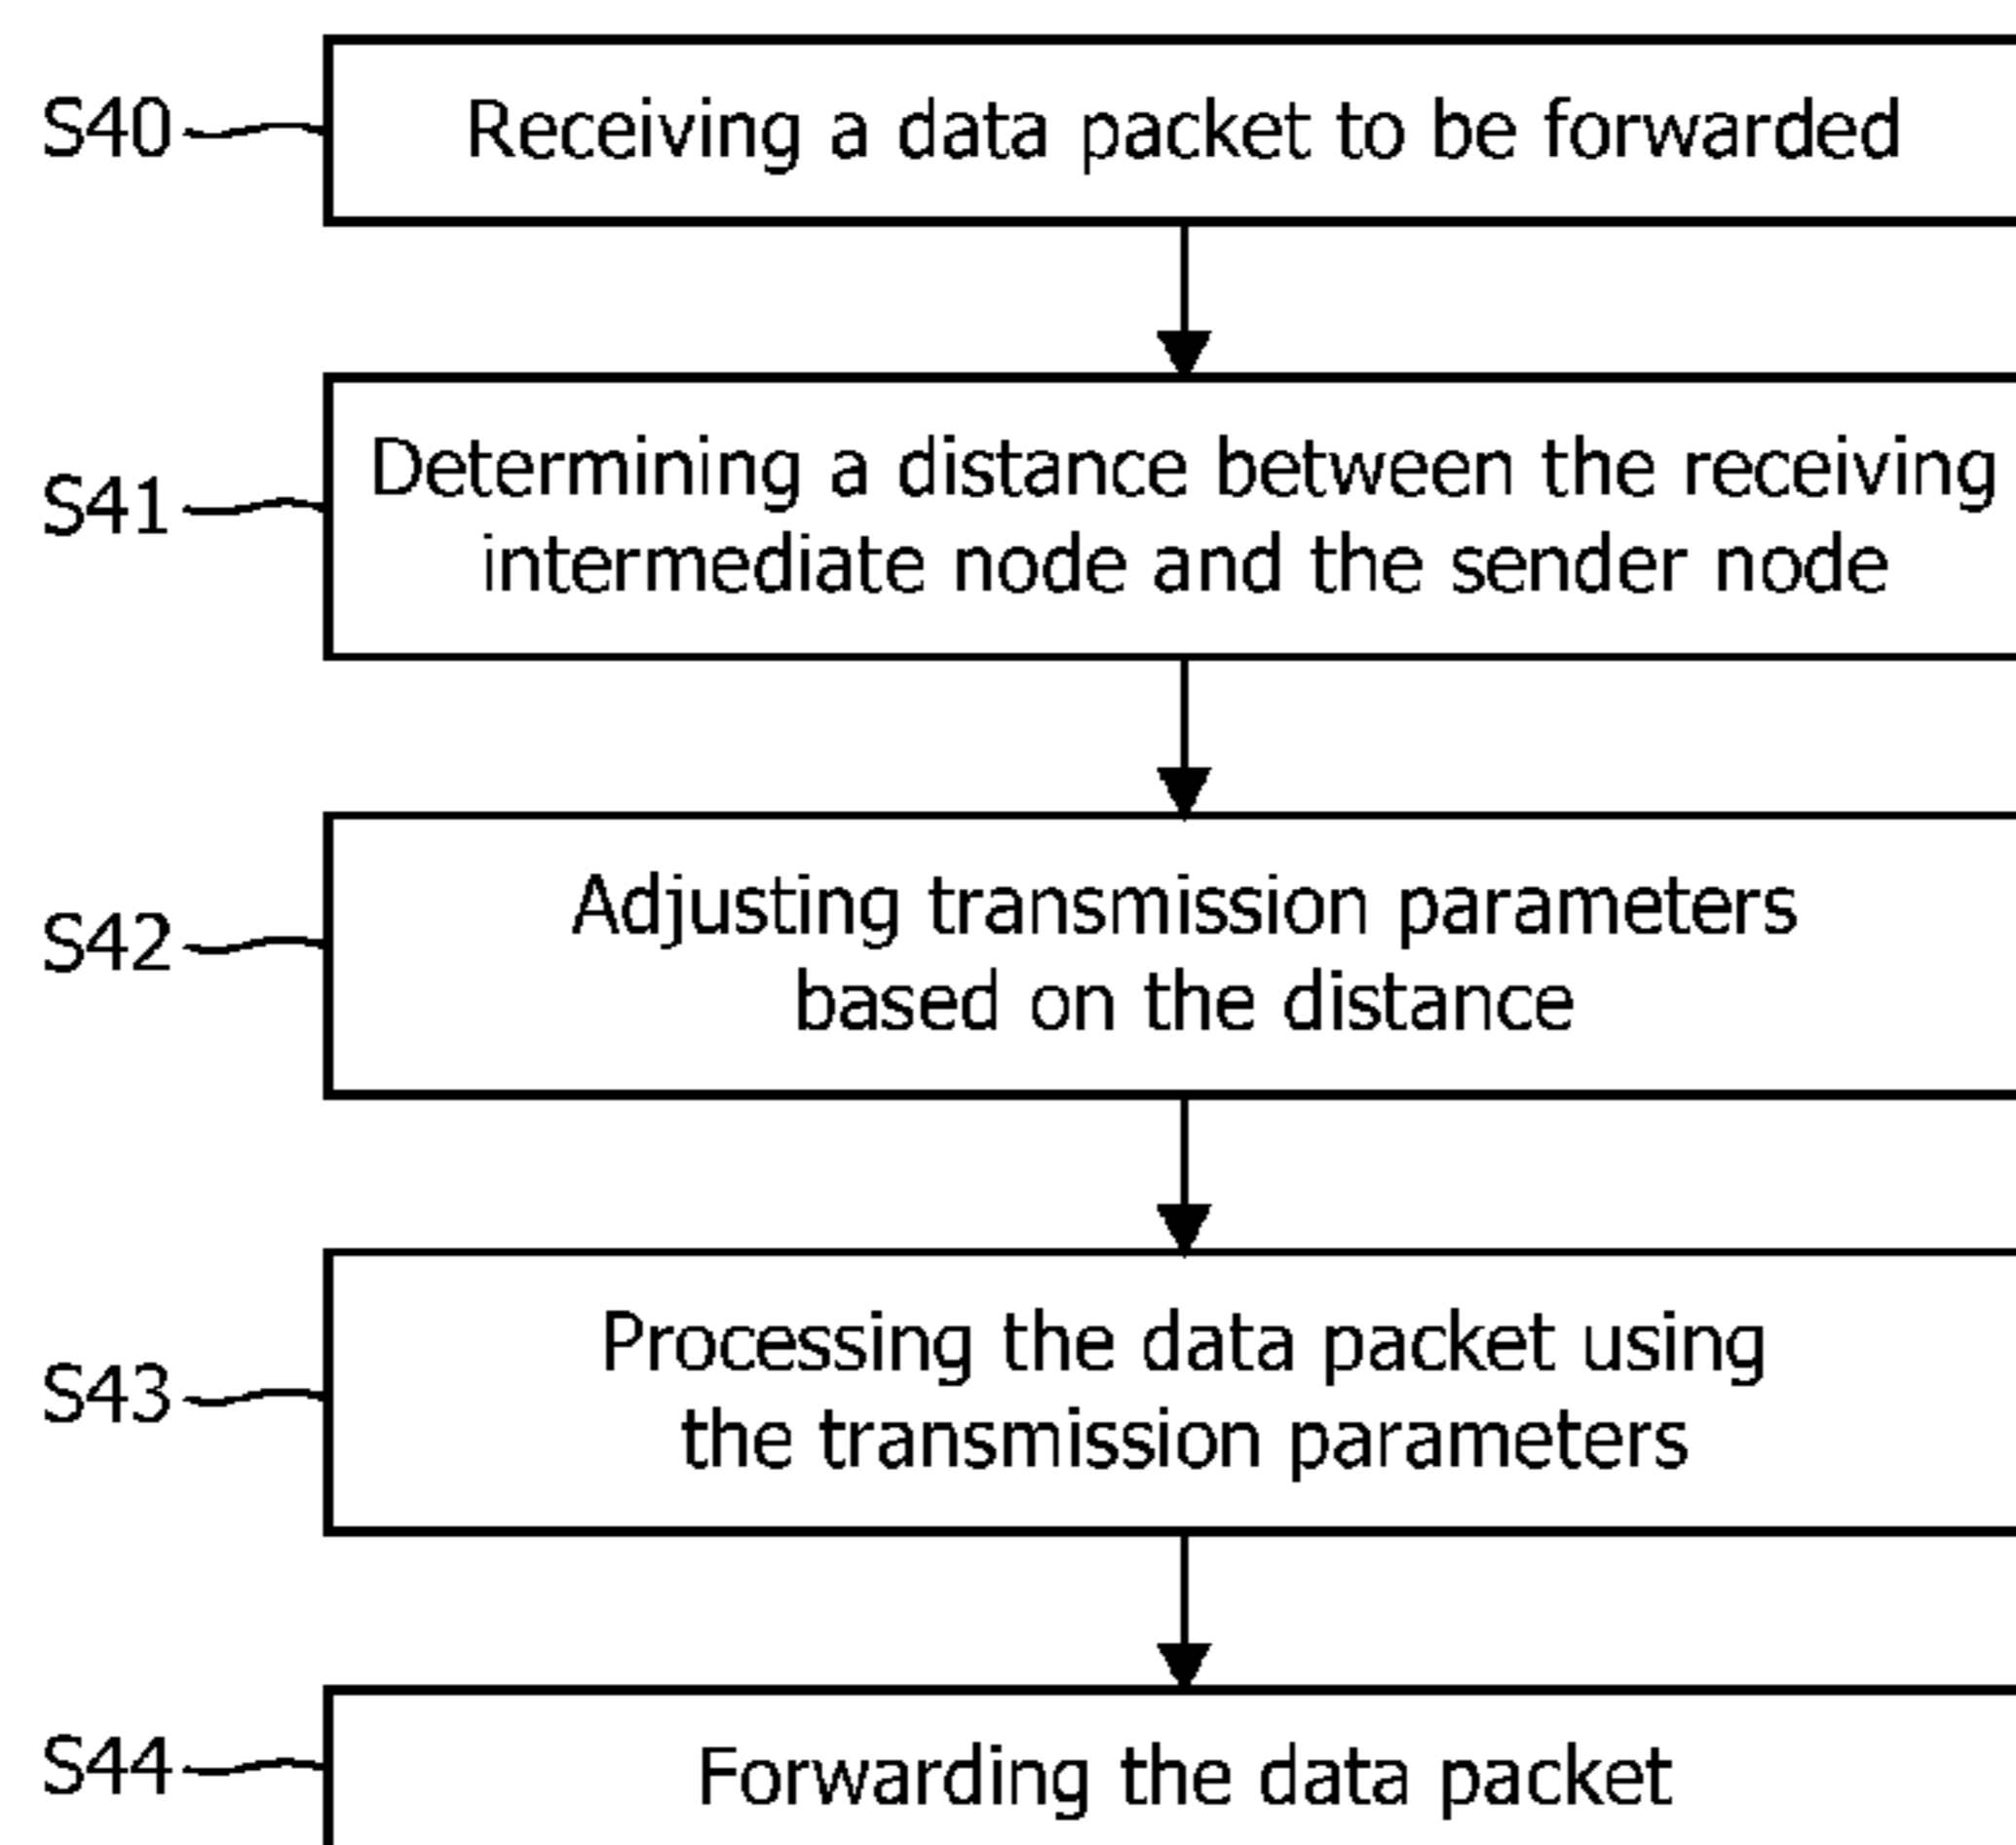 S40
Receiving a data packet to be forwarded
S41
Determining a distance between the receiving
intermediate node and the sender node
S42
Adjusting transmission parameters
based on the distance
S43
Processing the data packet using
the transmission parameters
S44
Forwarding the data packet